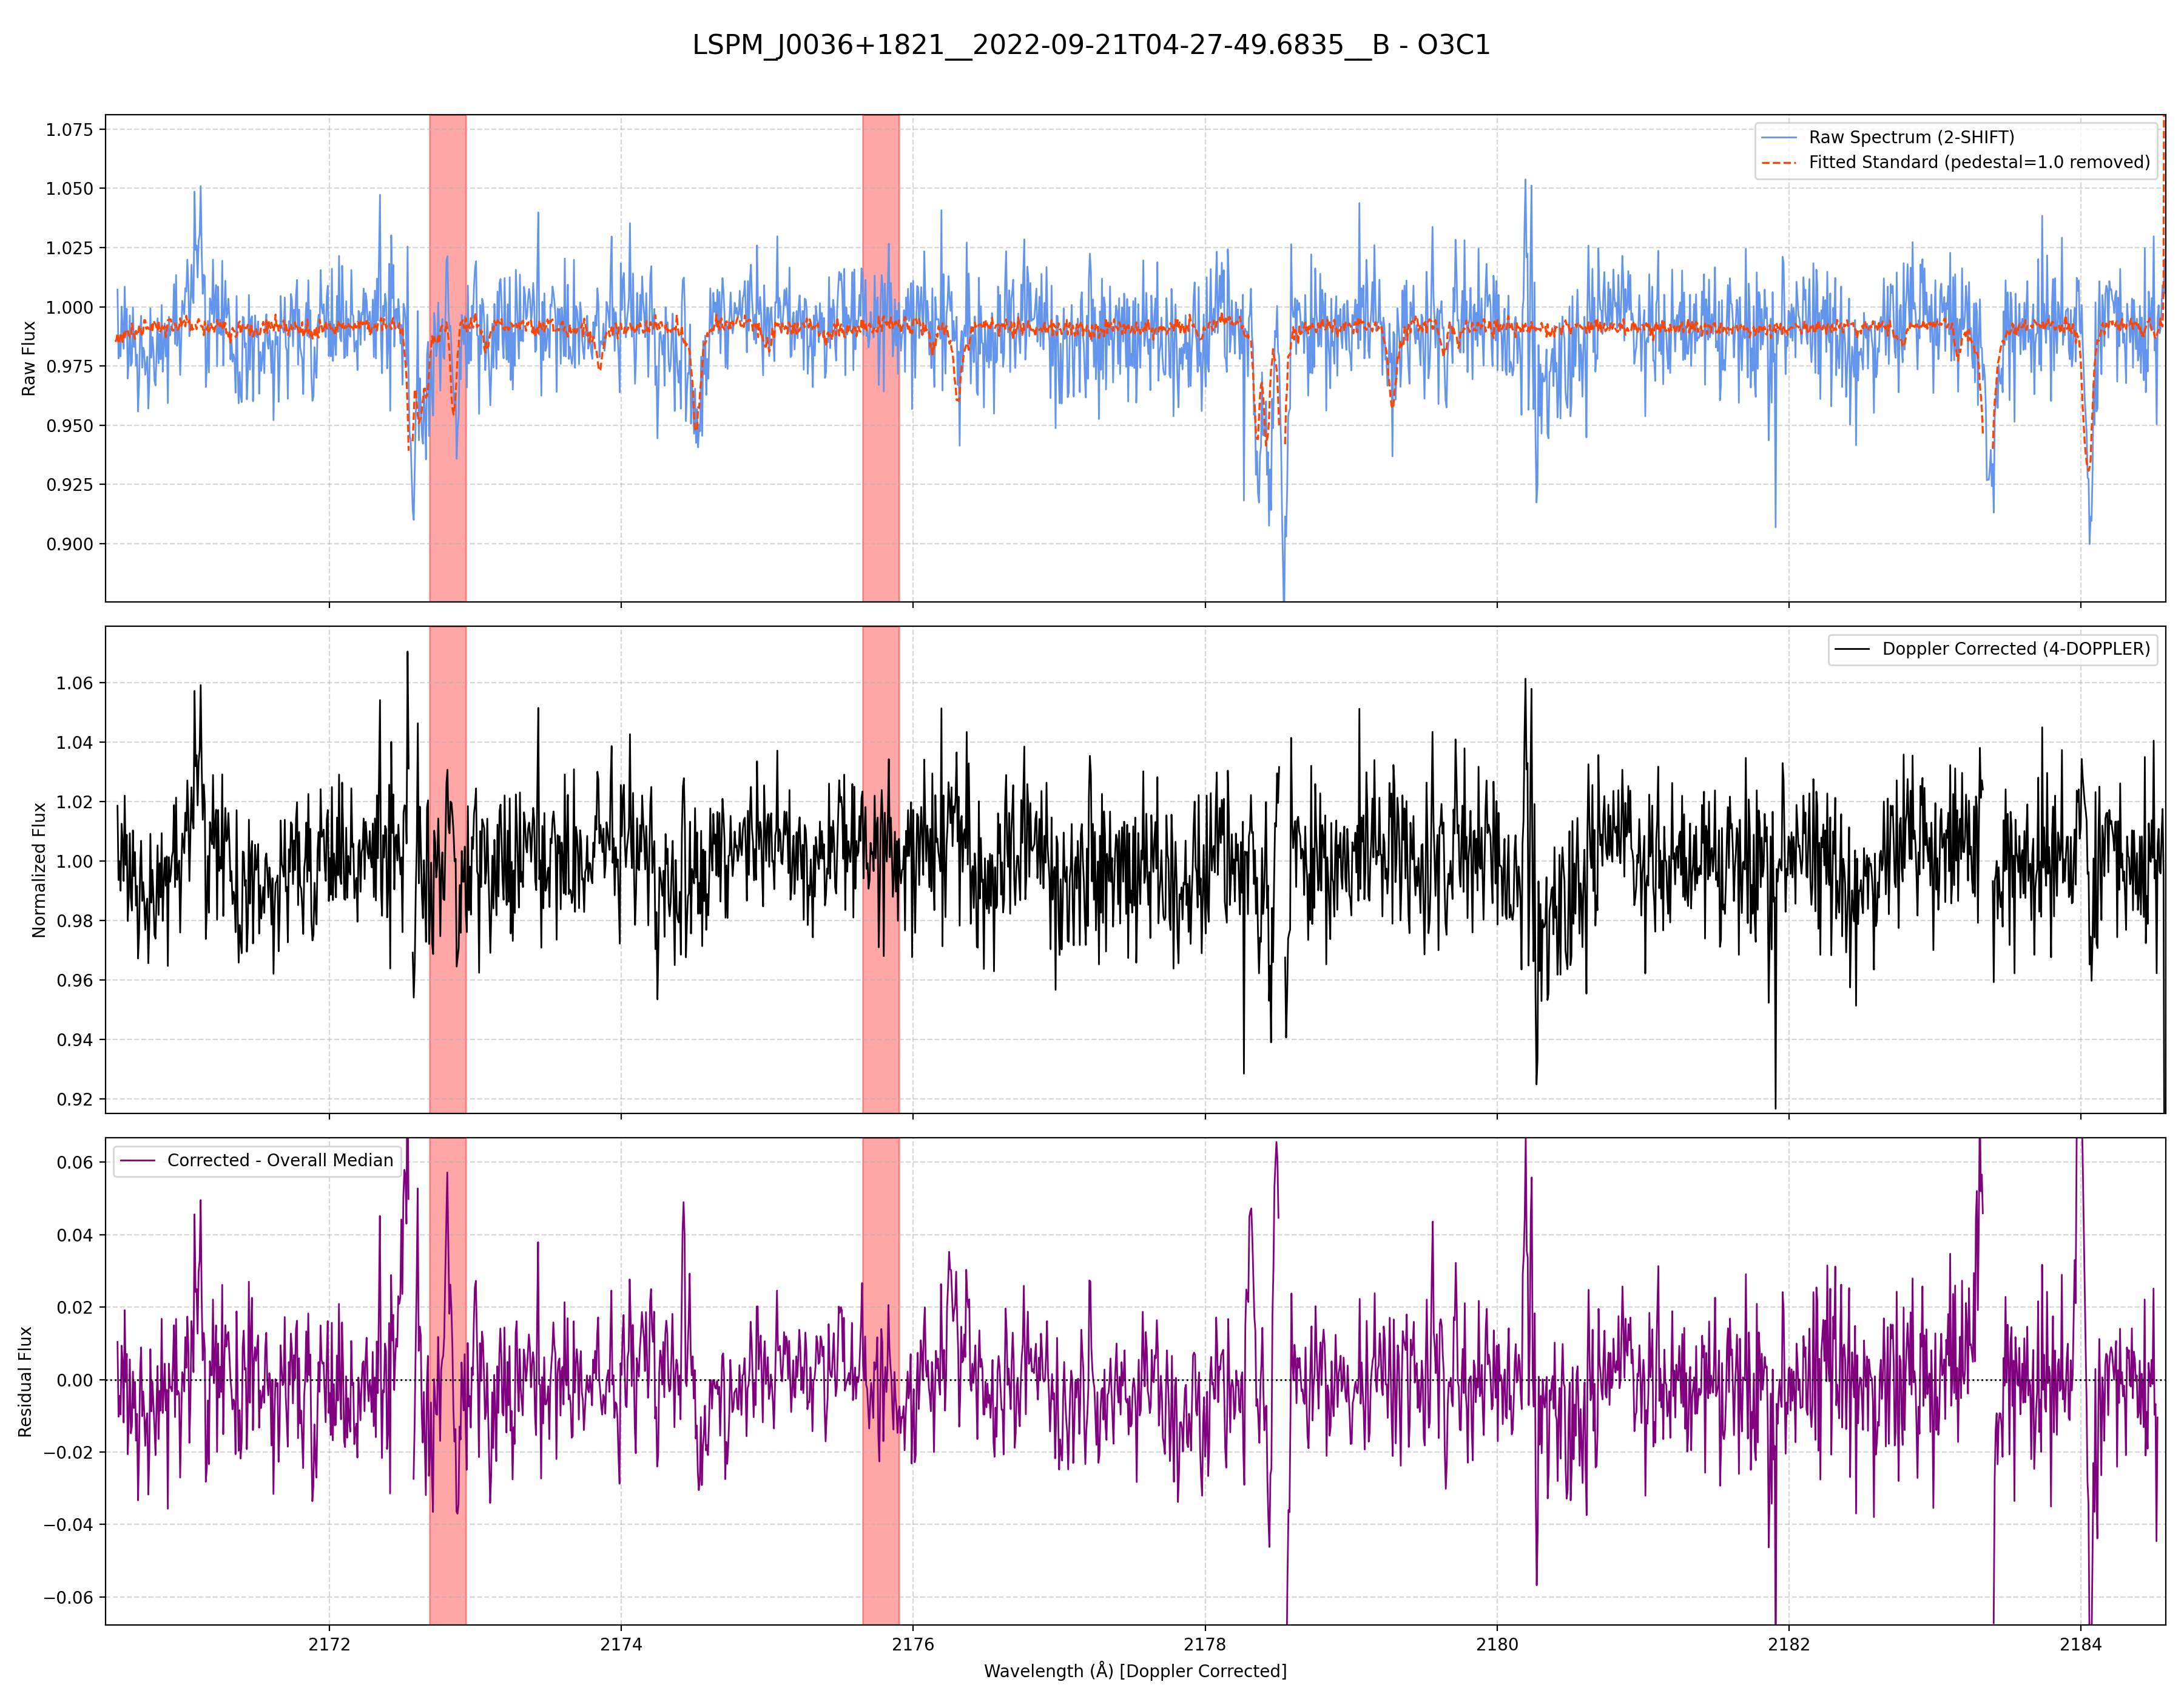 LSPM_J0036+1821__2022-09-21T04-27-49.6835__B - O3C1
Raw Flux
1.075
1.050
1.025
1.000
0.975
0.950
0.925
0.900
Raw Spectrum (2-SHIFT)
Fitted Standard (pedestal=1.0 removed)
Normalized Flux
1.06
1.04
1.02
1.00
0.98
0.96
0.94
0.92
Doppler Corrected (4-DOPPLER)
Residual Flux
0.06
0.04
0.02
0.00
−0.02
−0.04
−0.06
Corrected - Overall Median
2172 2174 2176 2178 2180 2182 2184
Wavelength (Å) [Doppler Corrected]